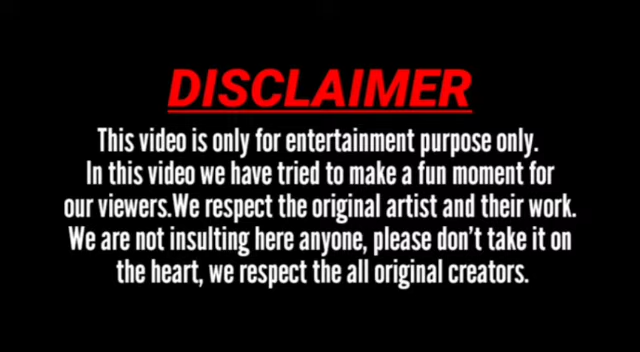 DISCLAIMER
This video is only for entertainment purpose only.
In this video we have tried to make a fun moment for
our viewers.We respect the original artist and their work.
We are not insulting here anyone, please don't take it on
the heart, we respect the all original creators.